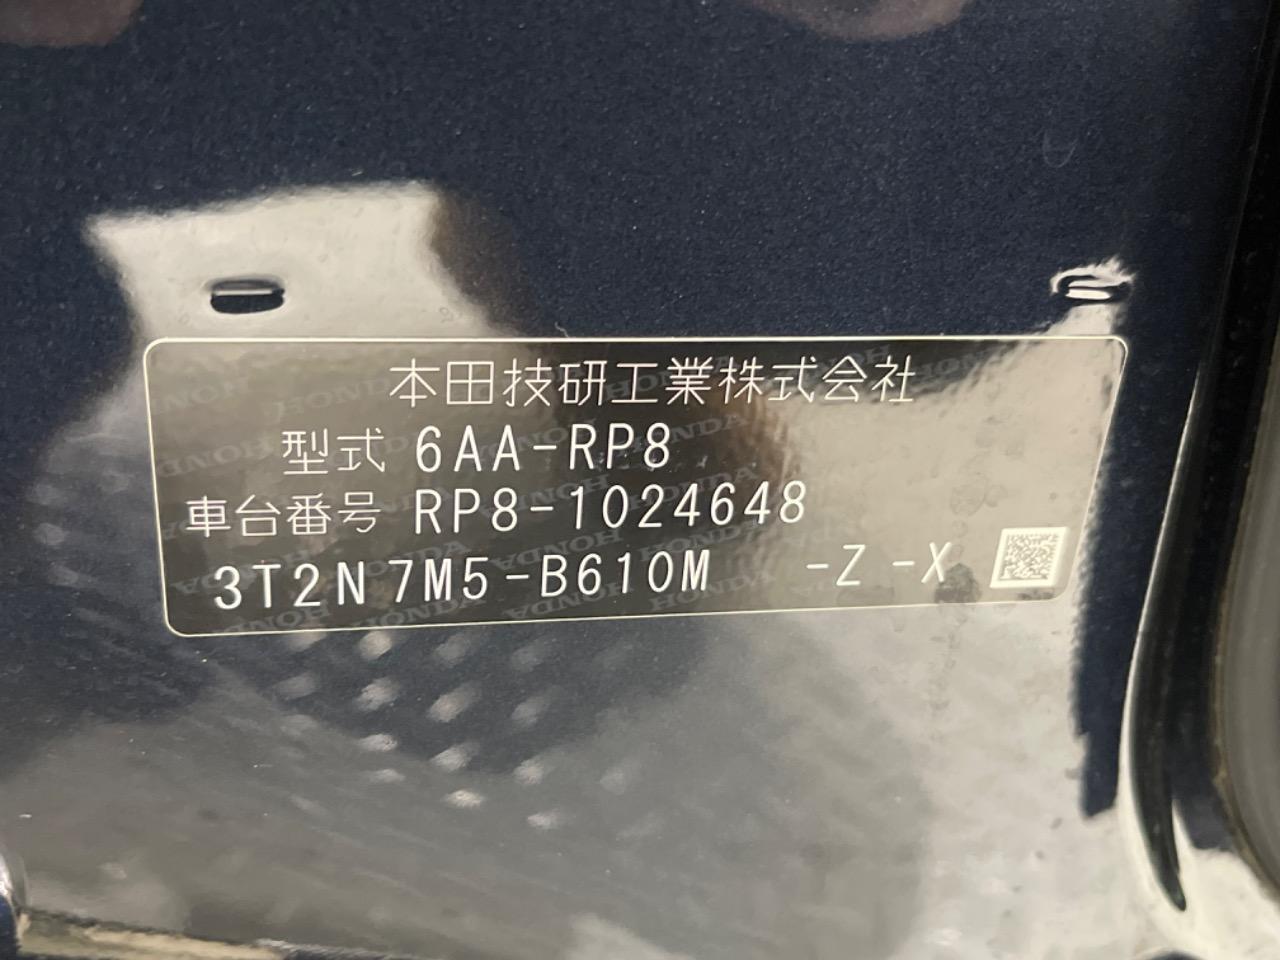 本田技研工業株式会社
型式 6AA-RP8
車台番号 RP8-1024648
3T2N7M5-B610M -Z -X